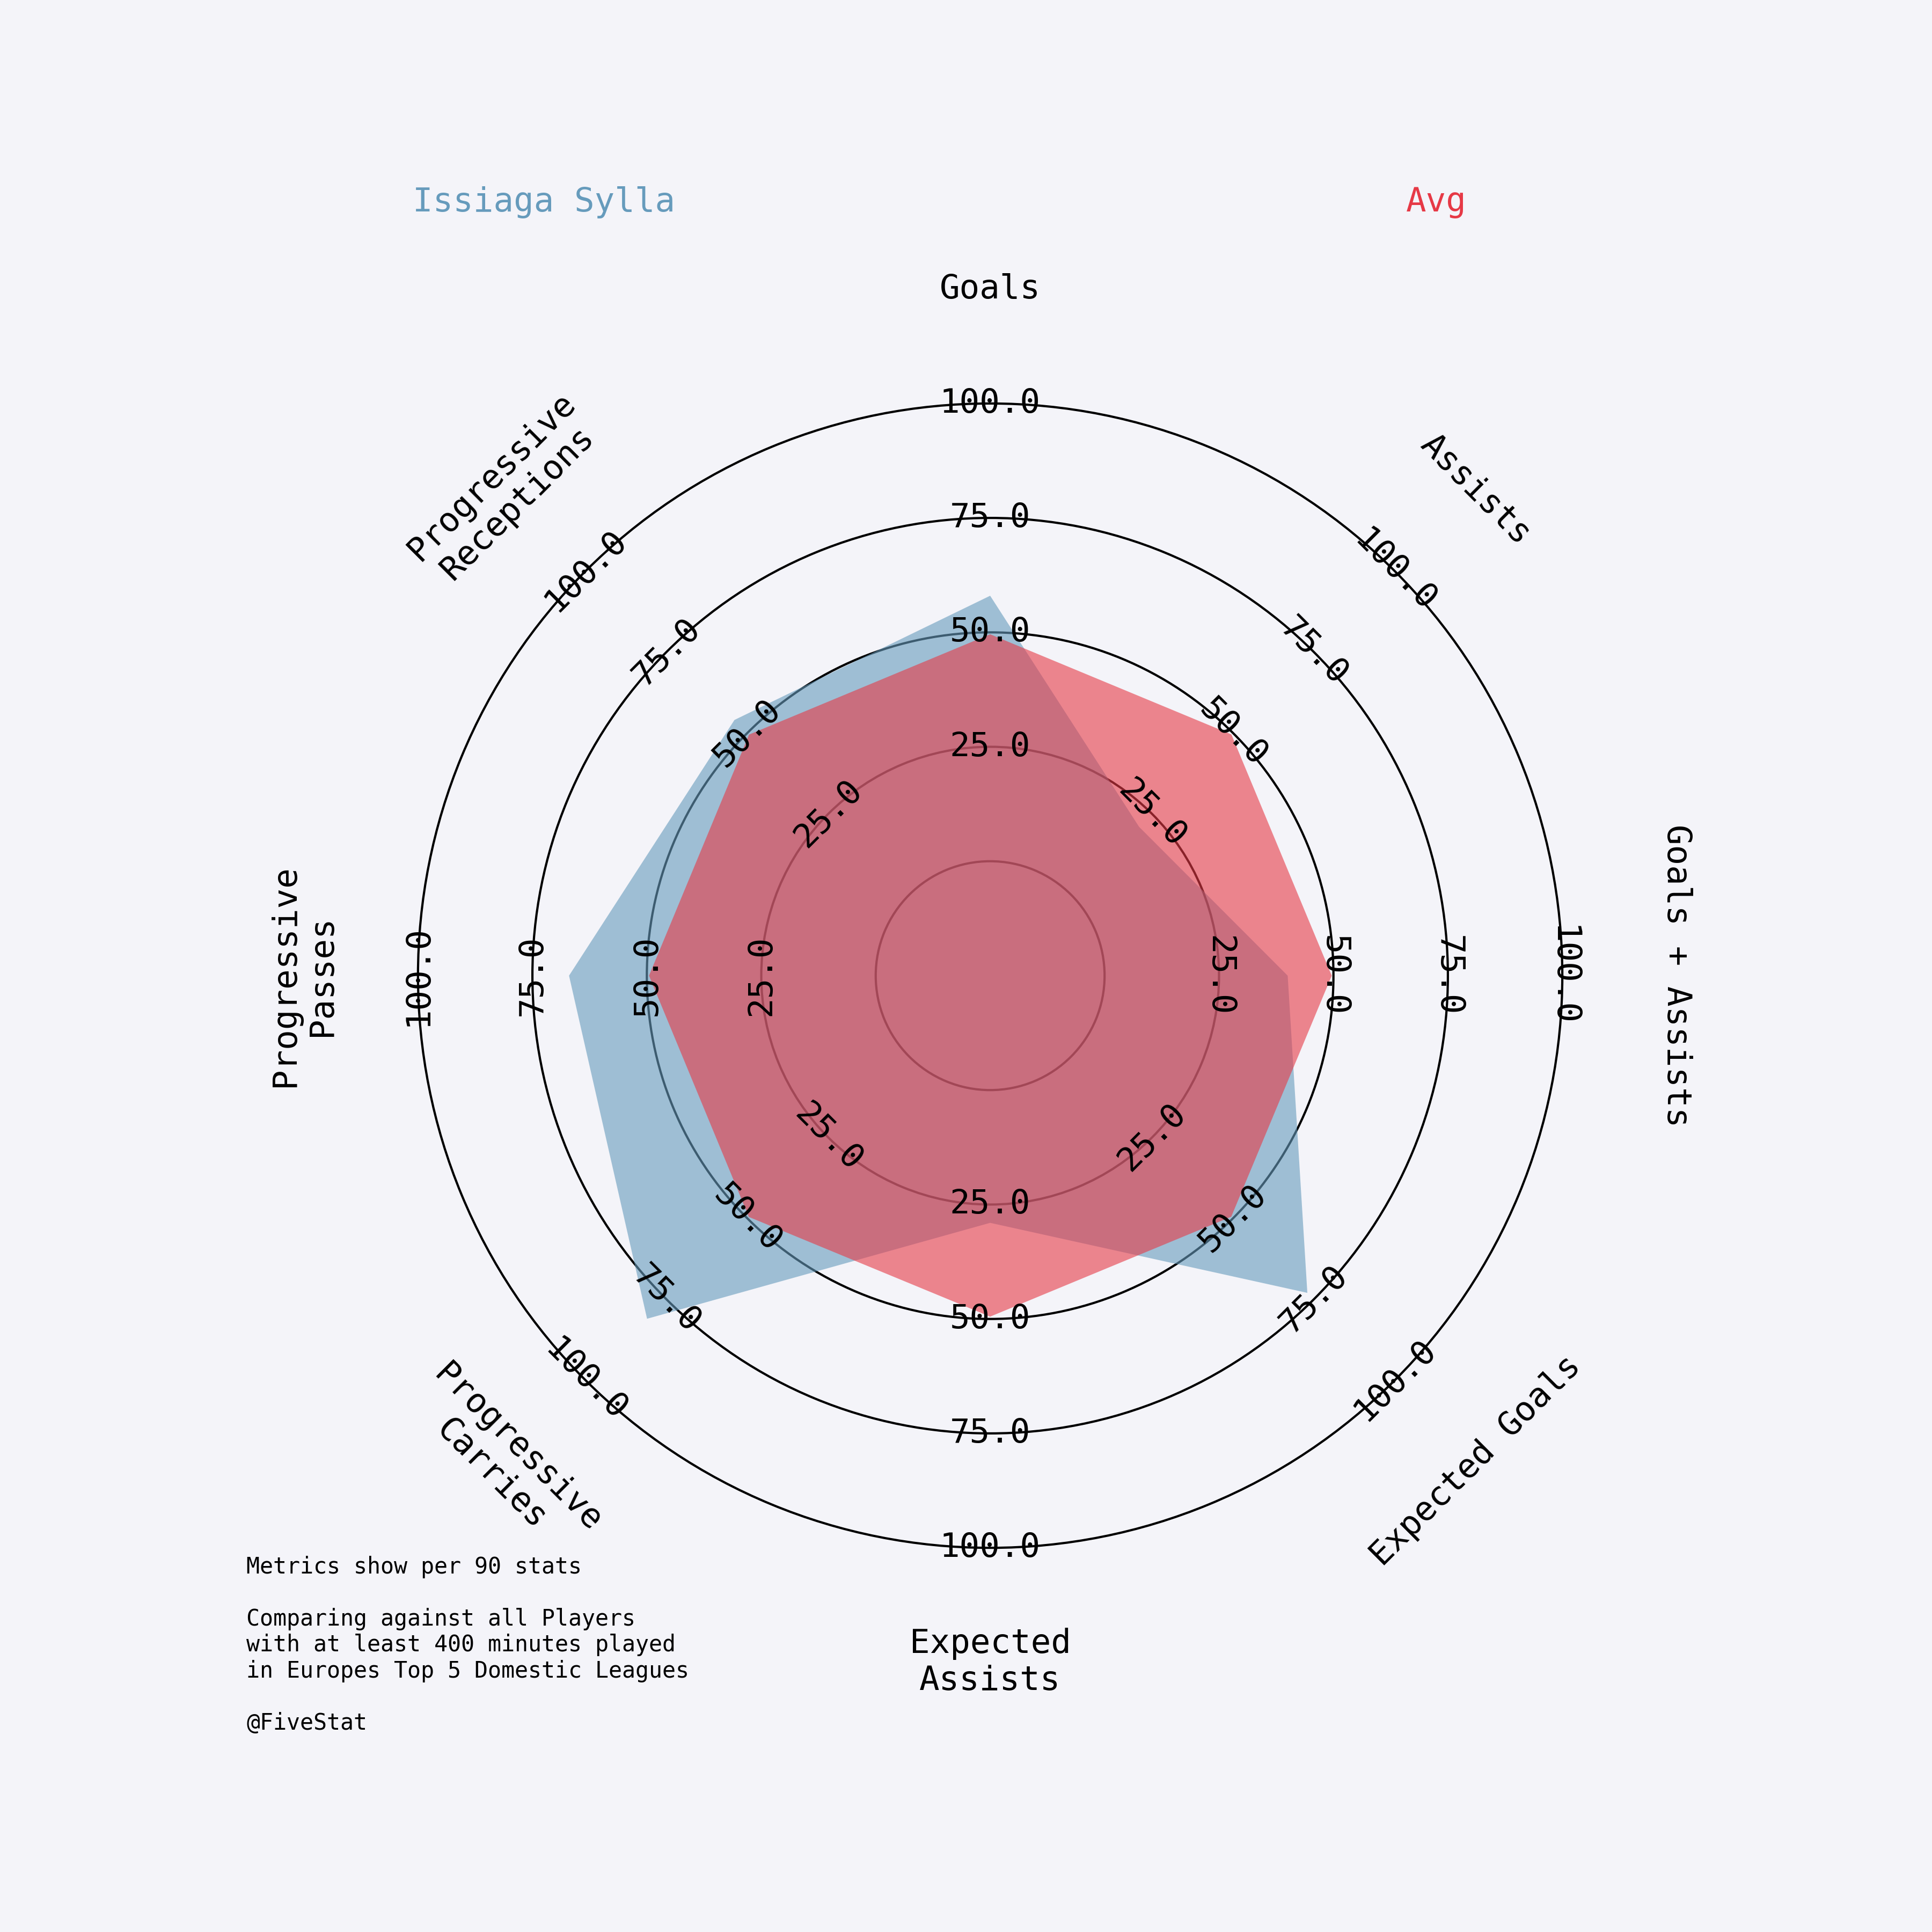 Issiaga Sylla
Avg
Goals
Assists
Goals + Assists
Expected Goals
Expected
Assists
Progressive
Carries
Progressive
Passes
Progressive
Receptions
100.0
75.0
50.0
25.0
100.0
75.0
50.0
25.0
100.0
75.0
50.0
25.0
100.0
75.0
50.0
25.0
25.0
50.0
75.0
100.0
25.0
50.0
75.0
100.0
100.0
75.0
50.0
25.0
100.0
75.0
50.0
25.0
Metrics show per 90 stats
Comparing against all Players
with at least 400 minutes played
in Europes Top 5 Domestic Leagues
@FiveStat